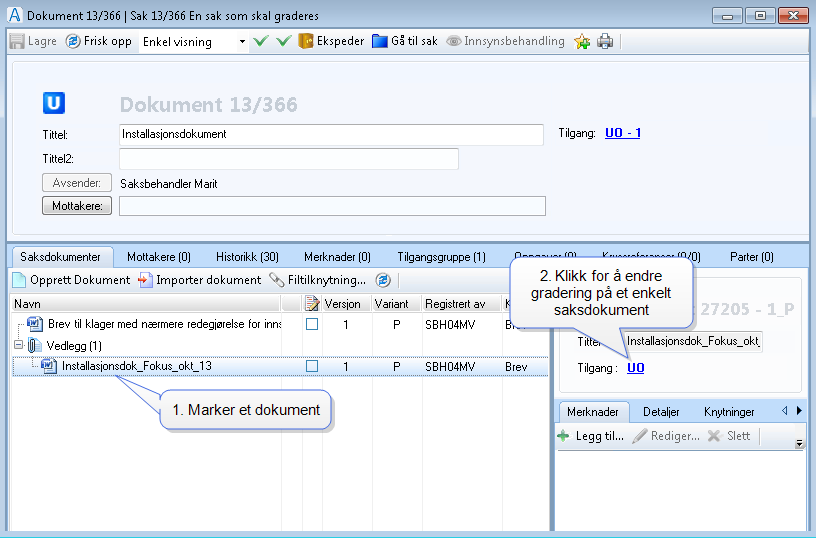 Dokument 13/366 | Sak 13/366 En sak som skal graderes
Lagre Frisk opp Enkel visning Ekspeder Gå til sak Innsynsbehandling
U Dokument 13/366
Tittel: Installasjonsdokument Tilgang: UO - 1
Tittel2:
Avsender: Saksbehandler Marit
Mottakere:
Saksdokumenter Mottakere (0) Historikk (30) Merknader (0) Tilgangsgruppe (1) Parter (0)
Opprett Dokument Importer dokument Filtilknytning...
2. Klikk for å endre
gradering på et enkelt
saksdokument
Navn Versjon Variant Registrert av K
27205 - 1_P
Brev til klager med nærmere redegjørelse for inns 1 P SBH04MV Brev
Tittel Installasjonsdok_Fokus_okt_
Vedlegg (1)
Installasjonsdok_Fokus_okt_13 1 P SBH04MV Brev
Tilgang : UO
1. Marker et dokument
Merknader Detaljer Knytninger
Legg til... Rediger... Slett